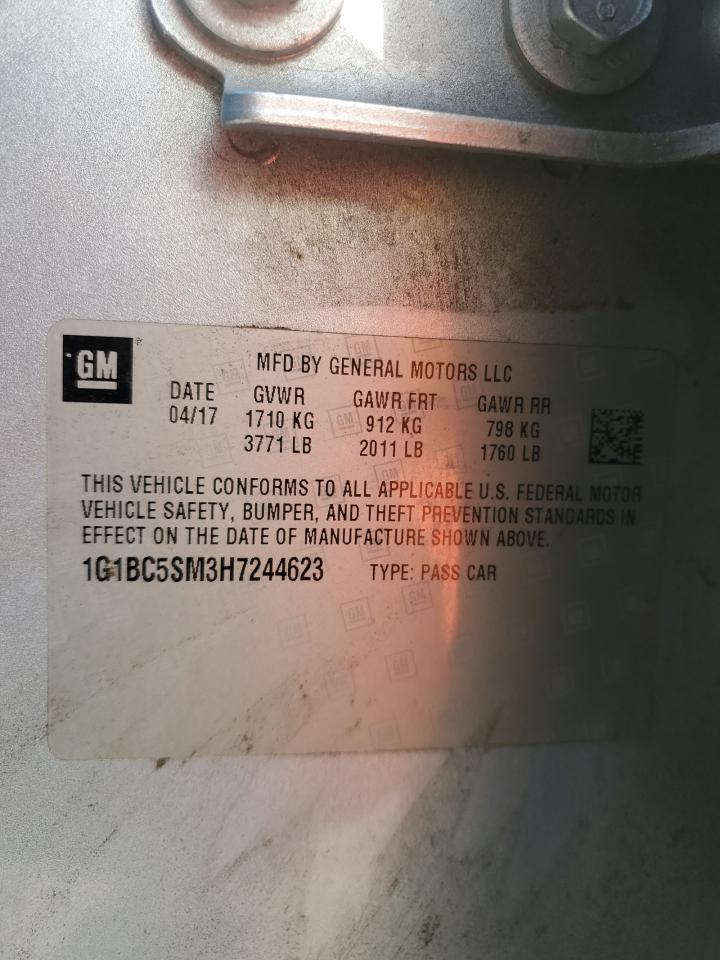 GM
MFD BY GENERAL MOTORS LLC
DATE GVWR GAWR FRT GAWR RR
04/17 1710 KG 912 KG 798 KG
3771 LB 2011 LB 1760 LB
THIS VEHICLE CONFORMS TO ALL APPLICABLE U.S. FEDERAL MOTOR
VEHICLE SAFETY, BUMPER, AND THEFT PREVENTION STANDARDS IN
EFFECT ON THE DATE OF MANUFACTURE SHOWN ABOVE.
1G1BC5SM3H7244623 TYPE: PASS CAR